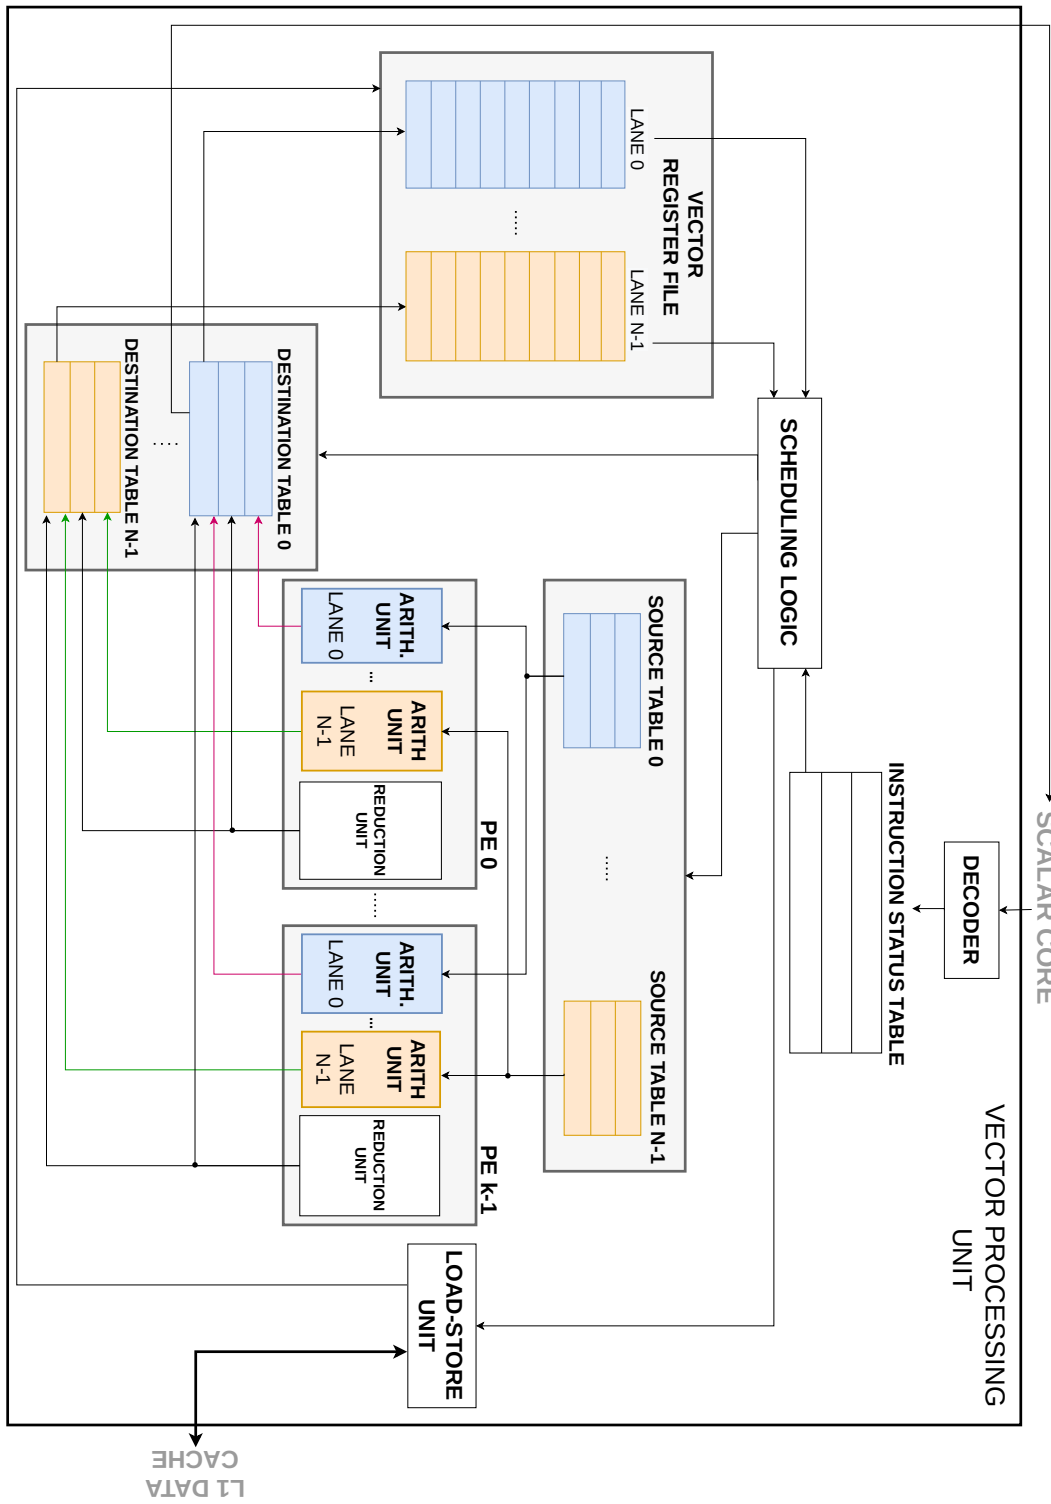 SCALAR CORE
VECTOR PROCESSING
UNIT
DECODER
INSTRUCTION STATUS TABLE
SCHEDULING LOGIC
VECTOR
REGISTER FILE
LANE 0
......
LANE N-1
SOURCE TABLE 0
......
SOURCE TABLE N-1
PE 0
ARITH.
UNIT
LANE 0
...
ARITH
UNIT
LANE
N-1
REDUCTION
UNIT
......
PE k-1
ARITH.
UNIT
LANE 0
...
ARITH
UNIT
LANE
N-1
REDUCTION
UNIT
LOAD-STORE
UNIT
DESTINATION TABLE 0
....
DESTINATION TABLE N-1
L1 DATA
CACHE